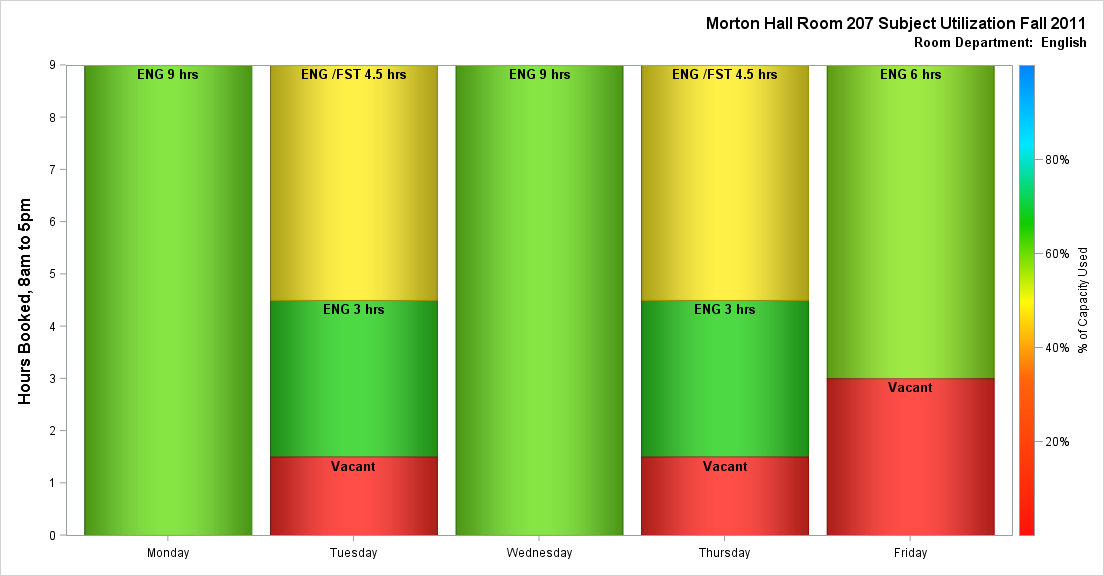 Morton Hall Room 207 Subject Utilization Fall 2011
Room Department:  English
Hours Booked, 8am to 5pm
9
8
7
6
5
4
3
2
1
0
ENG 9 hrs
ENG /FST 4.5 hrs
ENG 3 hrs
Vacant
ENG 9 hrs
ENG /FST 4.5 hrs
ENG 3 hrs
Vacant
ENG 6 hrs
Vacant
Monday
Tuesday
Wednesday
Thursday
Friday
80%
60%
40%
20%
% of Capacity Used